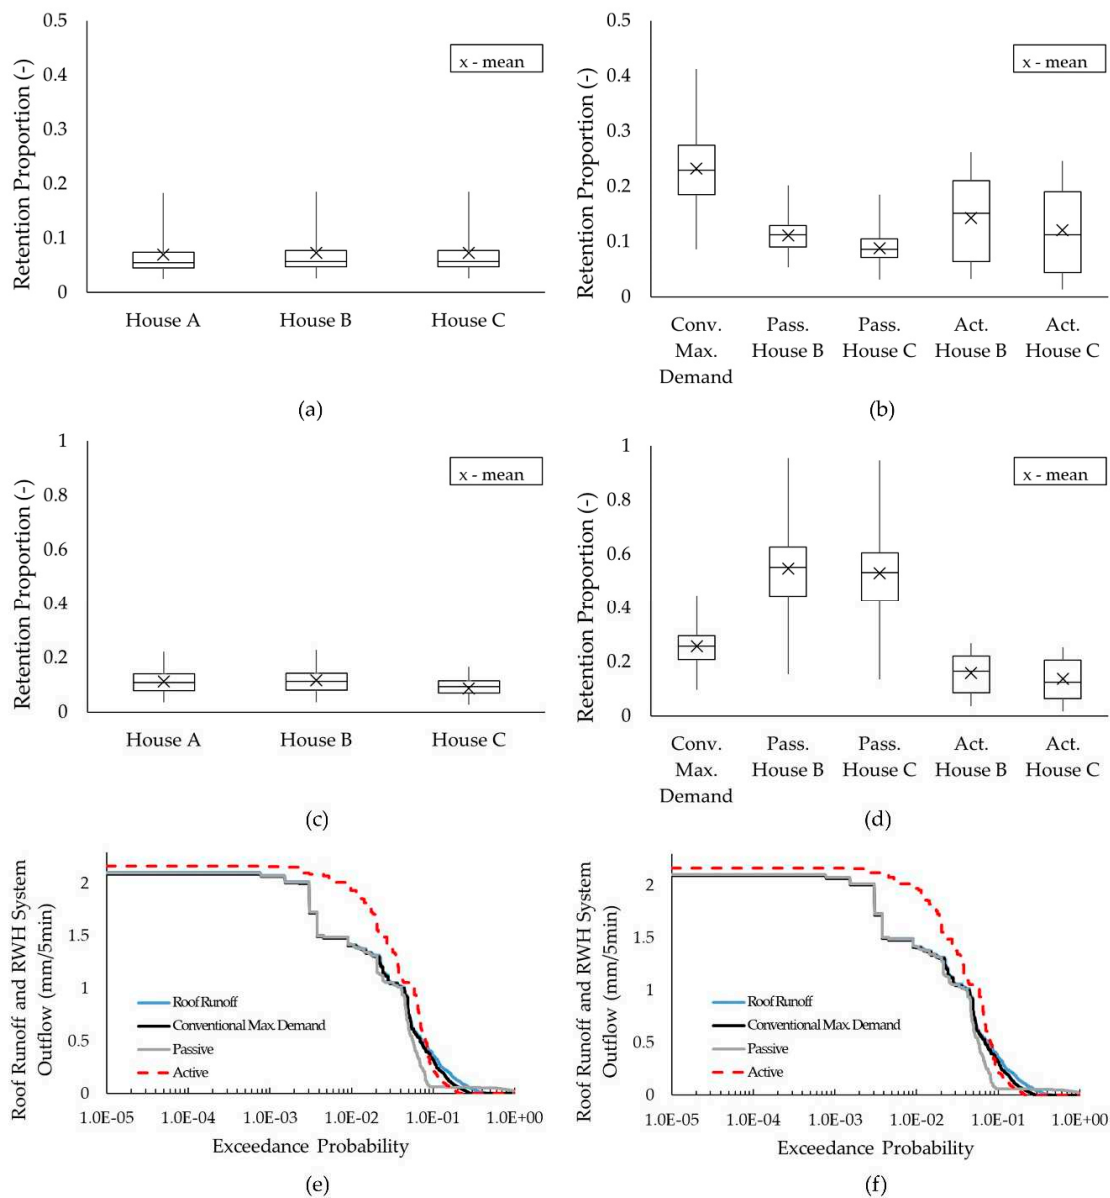 Retention Proportion (-)
0.5
0.4
0.3
0.2
0.1
0
x - mean
House A
House B
House C
(a)
Retention Proportion (-)
0.5
0.4
0.3
0.2
0.1
0
x - mean
Conv.
Max.
Demand
Pass.
House B
Pass.
House C
Act.
House B
Act.
House C
(b)
Retention Proportion (-)
1
0.8
0.6
0.4
0.2
0
x - mean
House A
House B
House C
(c)
Retention Proportion (-)
1
0.8
0.6
0.4
0.2
0
x - mean
Conv.
Max.
Demand
Pass.
House B
Pass.
House C
Act.
House B
Act.
House C
(d)
Roof Runoff and RWH System
Outflow (mm/5min)
2
1.5
1
0.5
0
Roof Runoff
Conventional Max Demand
Passive
Active
1.0E-05 1.0E-04 1.0E-03 1.0E-02 1.0E-01 1.0E+00
Exceedance Probability
(e)
Roof Runoff and RWH System
Outflow (mm/5min)
2
1.5
1
0.5
0
Roof Runoff
Conventional Max Demand
Passive
Active
1.0E-05 1.0E-04 1.0E-03 1.0E-02 1.0E-01 1.0E+00
Exceedance Probability
(f)